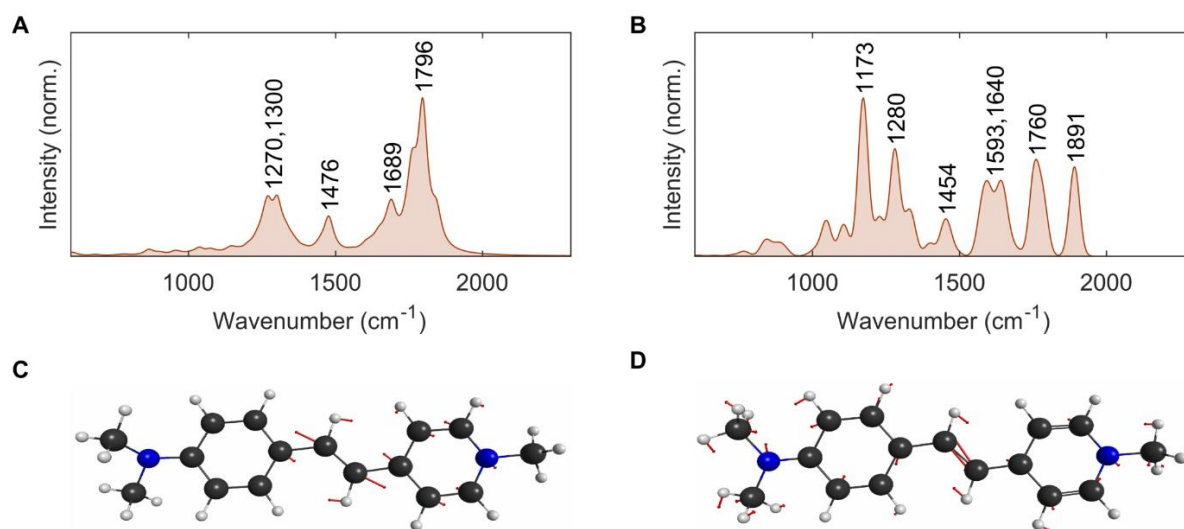 A
Intensity (norm.)
1270,1300
1476
1689
1796
1000
1500
2000
Wavenumber (cm⁻¹)
B
Intensity (norm.)
1173
1280
1454
1593,1640
1760
1891
1000
1500
2000
Wavenumber (cm⁻¹)
C
D